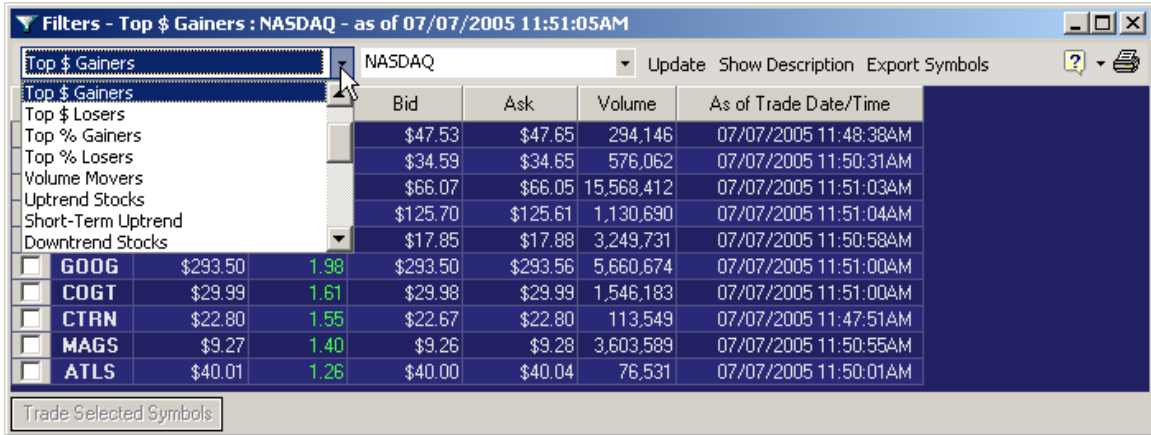 Filters - Top $ Gainers : NASDAQ - as of 07/07/2005 11:51:05AM
Top $ Gainers NASDAQ Update Show Description Export Symbols
Top $ Gainers
Top $ Losers
Top % Gainers
Top % Losers
Volume Movers
Uptrend Stocks
Short-Term Uptrend
Downtrend Stocks
Bid Ask Volume As of Trade Date/Time
$47.53 $47.65 294,146 07/07/2005 11:48:38AM
$34.59 $34.65 576,062 07/07/2005 11:50:31AM
$66.07 $66.05 15,568,412 07/07/2005 11:51:03AM
$125.70 $125.61 1,130,690 07/07/2005 11:51:04AM
$17.85 $17.88 3,249,731 07/07/2005 11:50:58AM
GOOG $293.50 1.98 $293.50 $293.56 5,660,674 07/07/2005 11:51:00AM
COGT $29.99 1.61 $29.98 $29.99 1,546,183 07/07/2005 11:51:00AM
CTRN $22.80 1.55 $22.67 $22.80 113,549 07/07/2005 11:47:51AM
MAGS $9.27 1.40 $9.26 $9.28 3,603,589 07/07/2005 11:50:55AM
ATLS $40.01 1.26 $40.00 $40.04 76,531 07/07/2005 11:50:01AM
Trade Selected Symbols